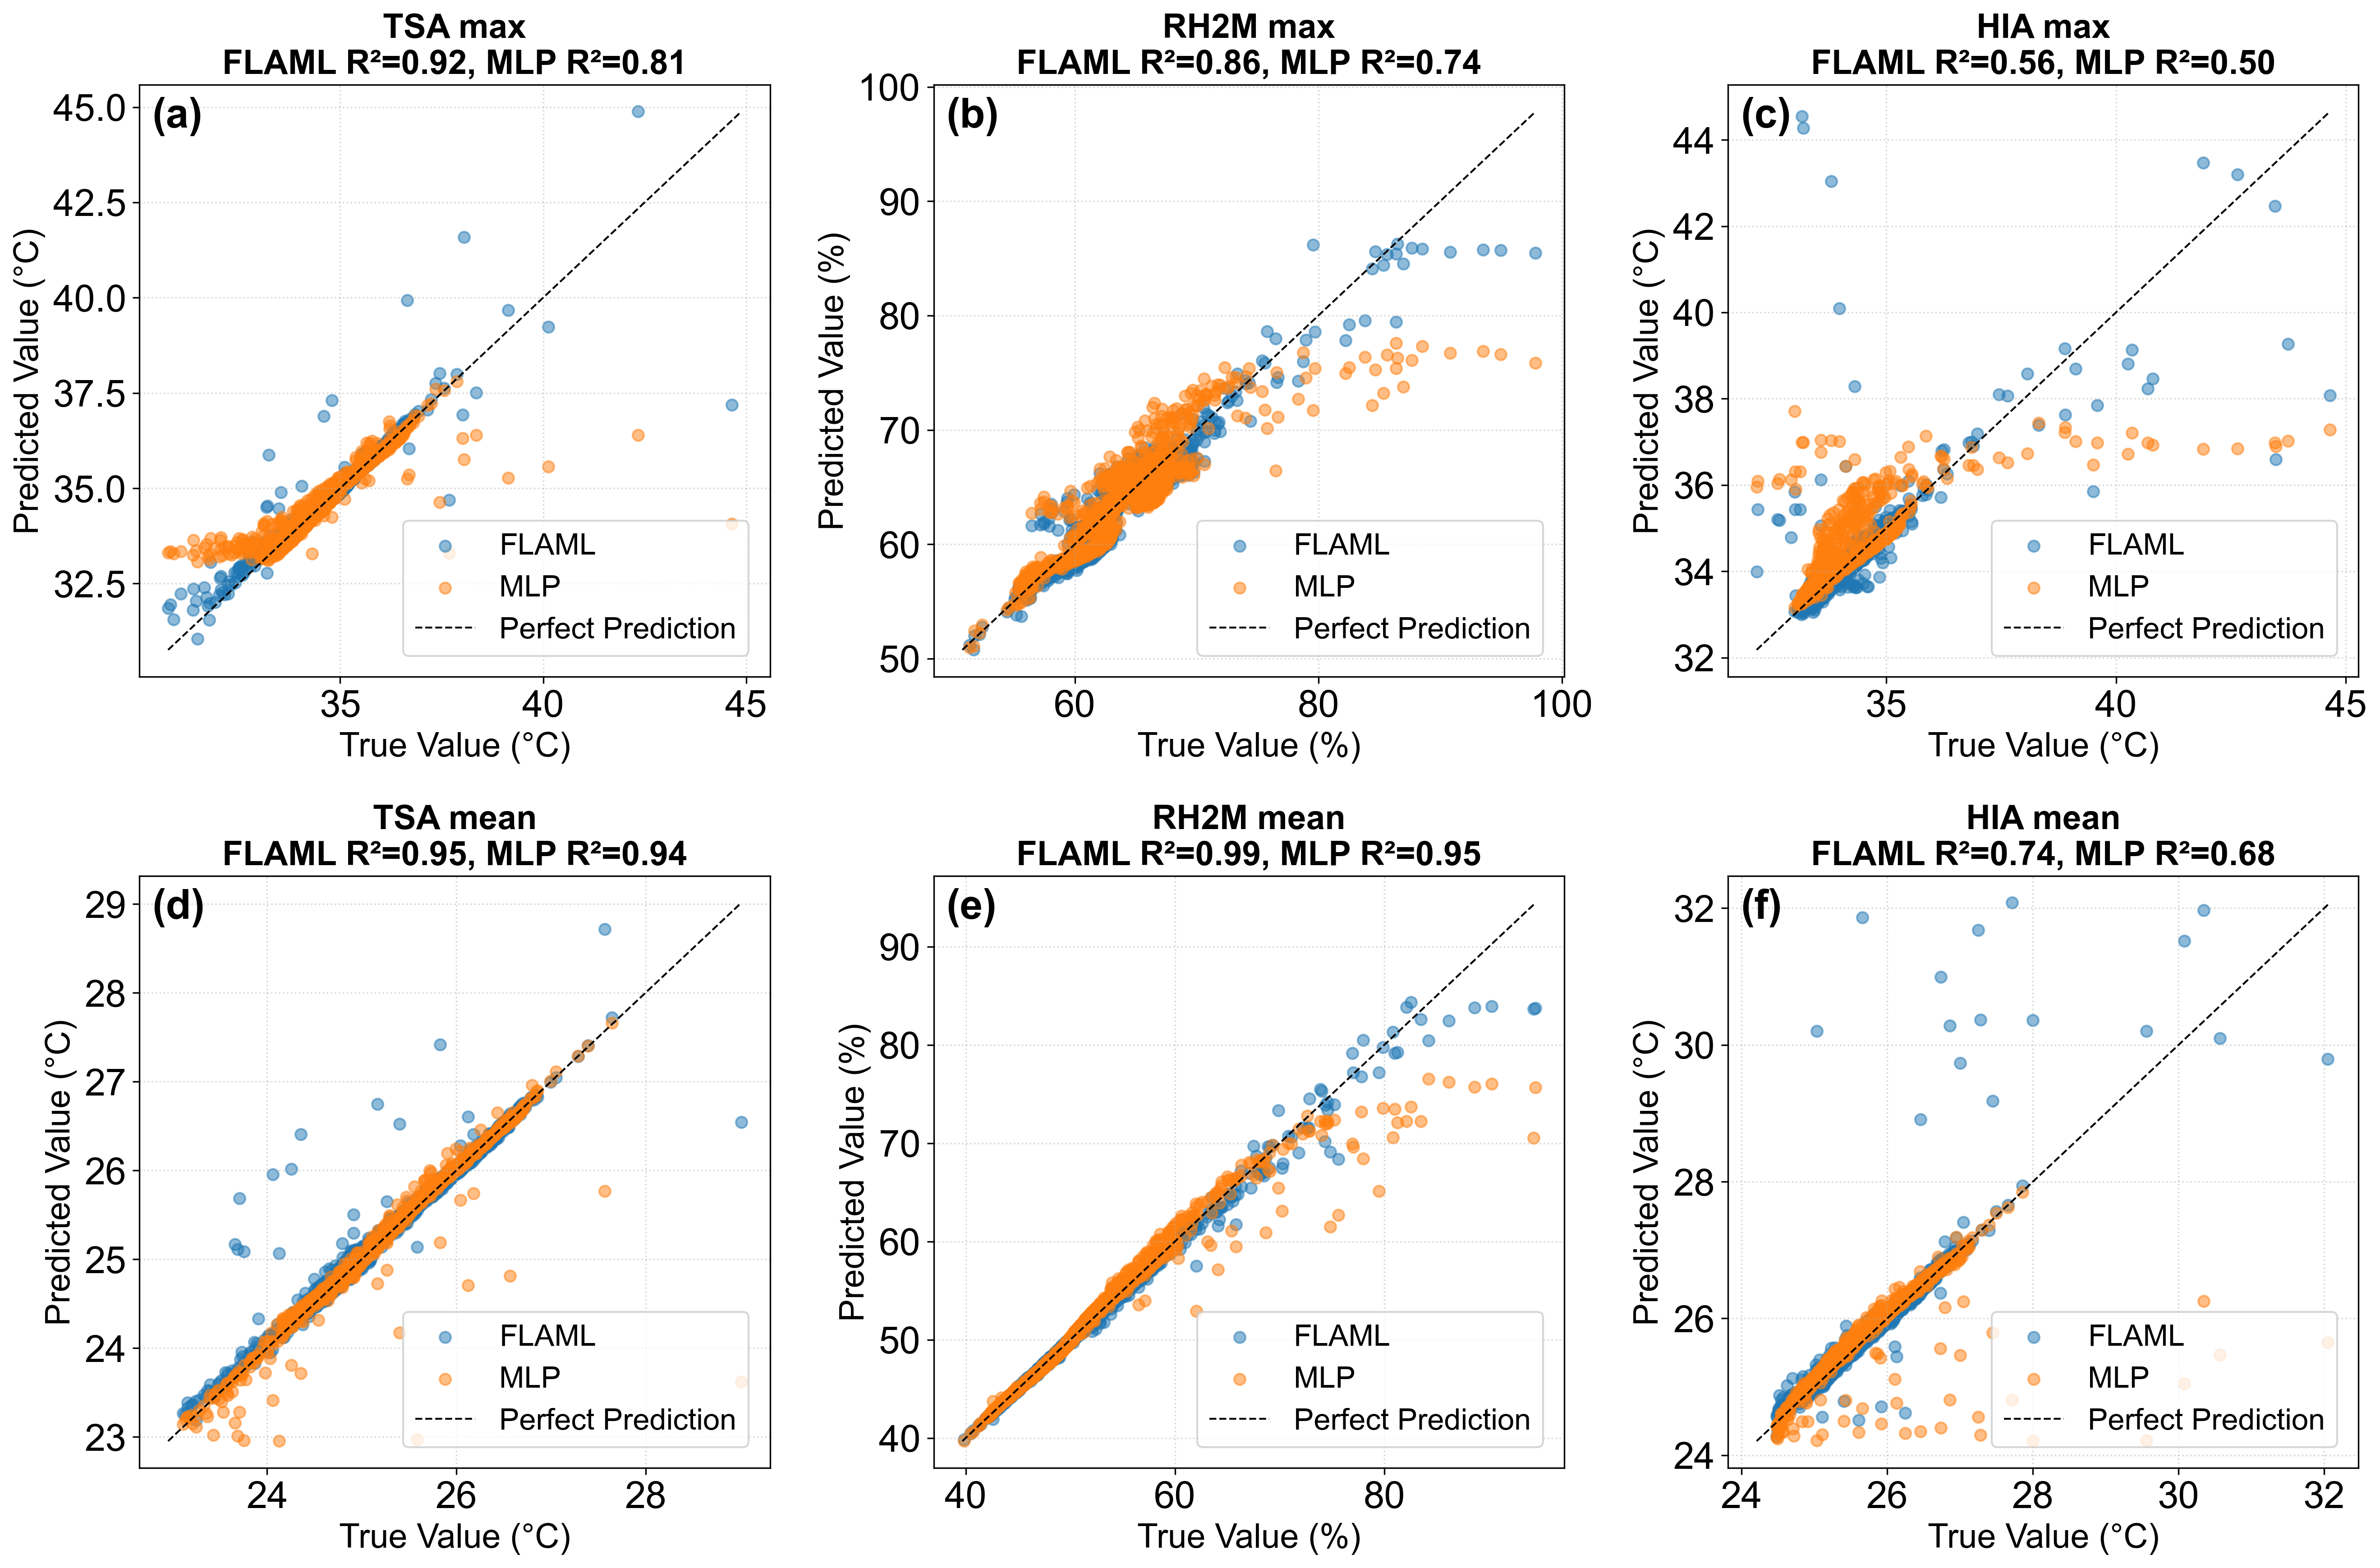 TSA max
FLAML R²=0.92, MLP R²=0.81
(a)
45.0
42.5
40.0
37.5
35.0
32.5
Predicted Value (°C)
FLAML
MLP
Perfect Prediction
35
40
45
True Value (°C)
RH2M max
FLAML R²=0.86, MLP R²=0.74
(b)
100
90
80
70
60
50
Predicted Value (%)
FLAML
MLP
Perfect Prediction
60
80
100
True Value (%)
HIA max
FLAML R²=0.56, MLP R²=0.50
(c)
44
42
40
38
36
34
32
Predicted Value (°C)
FLAML
MLP
Perfect Prediction
35
40
45
True Value (°C)
TSA mean
FLAML R²=0.95, MLP R²=0.94
(d)
29
28
27
26
25
24
23
Predicted Value (°C)
FLAML
MLP
Perfect Prediction
24
26
28
True Value (°C)
RH2M mean
FLAML R²=0.99, MLP R²=0.95
(e)
90
80
70
60
50
40
Predicted Value (%)
FLAML
MLP
Perfect Prediction
40
60
80
True Value (%)
HIA mean
FLAML R²=0.74, MLP R²=0.68
(f)
32
30
28
26
24
Predicted Value (°C)
FLAML
MLP
Perfect Prediction
24
26
28
30
32
True Value (°C)